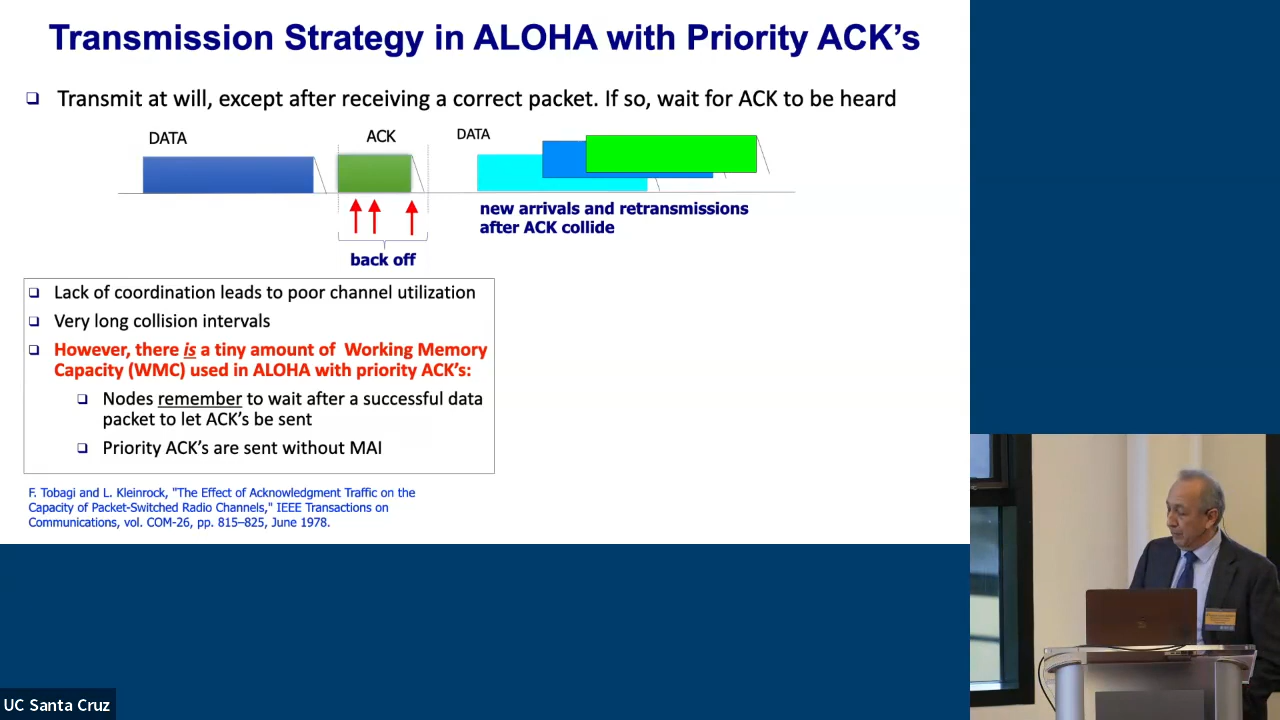 Transmission Strategy in ALOHA with Priority ACK's
Transmit at will, except after receiving a correct packet. If so, wait for ACK to be heard
DATA
ACK
DATA
new arrivals and retransmissions
after ACK collide
back off
Lack of coordination leads to poor channel utilization
Very long collision intervals
However, there is a tiny amount of Working Memory
Capacity (WMC) used in ALOHA with priority ACK's:
Nodes remember to wait after a successful data
packet to let ACK's be sent
Priority ACK's are sent without MAI
F. Tobagi and L. Kleinrock, "The Effect of Acknowledgment Traffic on the
Capacity of Packet-Switched Radio Channels," IEEE Transactions on
Communications, vol. COM-26, pp. 815–825, June 1978.
UC Santa Cruz